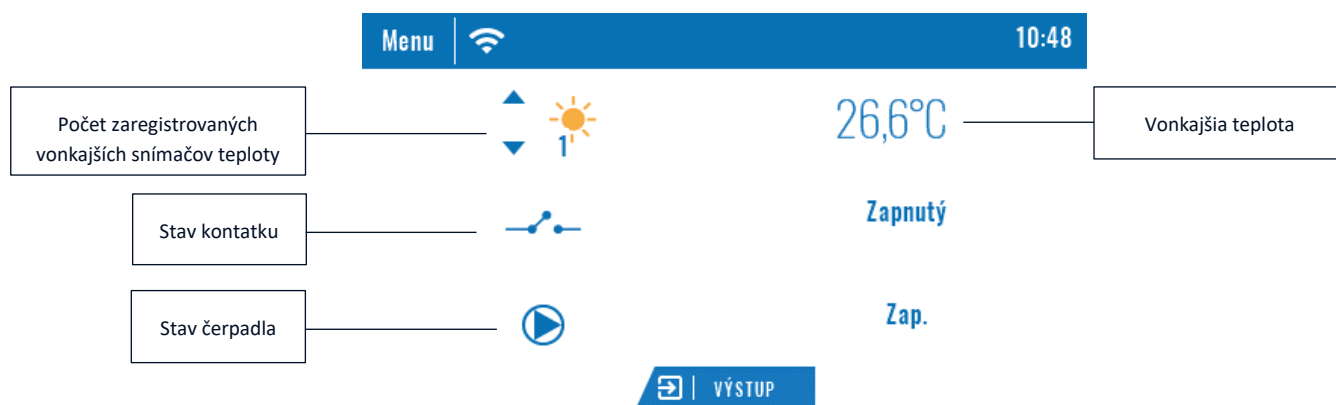 Menu
10:48
Počet zaregistrovaných
vonkajších snímačov teploty
1
26,6°C
Vonkajšia teplota
Stav kontatku
Zapnutý
Stav čerpadla
Zap.
VÝSTUP